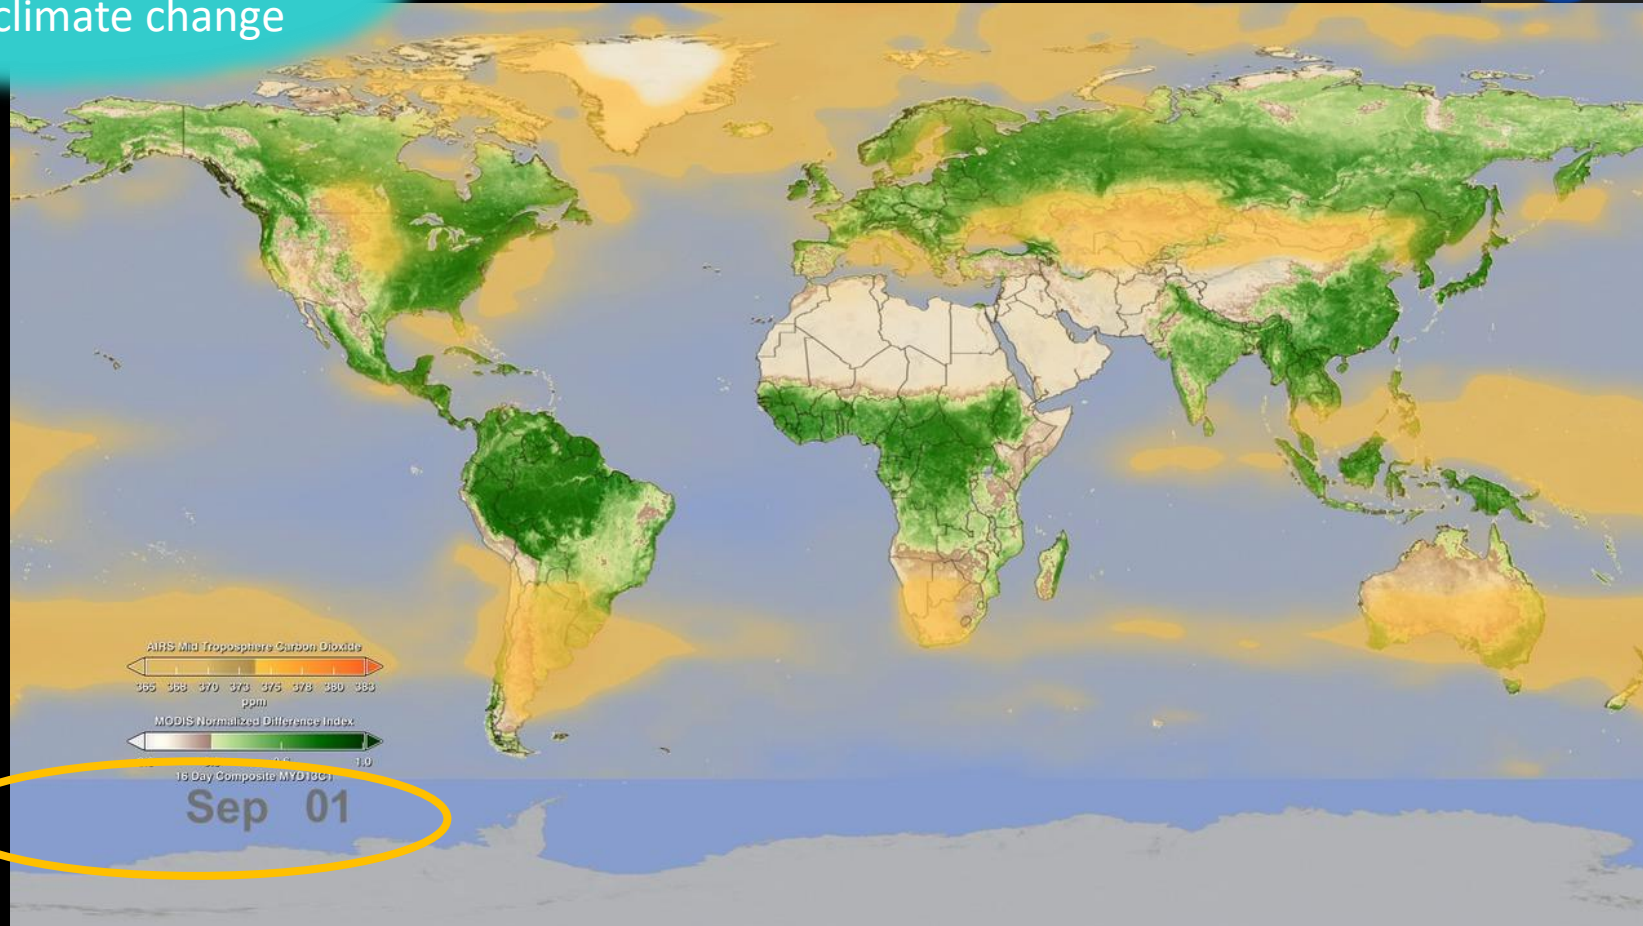 climate change
AIRS Mid Troposphere Carbon Dioxide
365 368 370 373 375 378 380 383
ppm
MODIS Normalized Difference Index
1.0
16 Day Composite MYD13C1
Sep 01